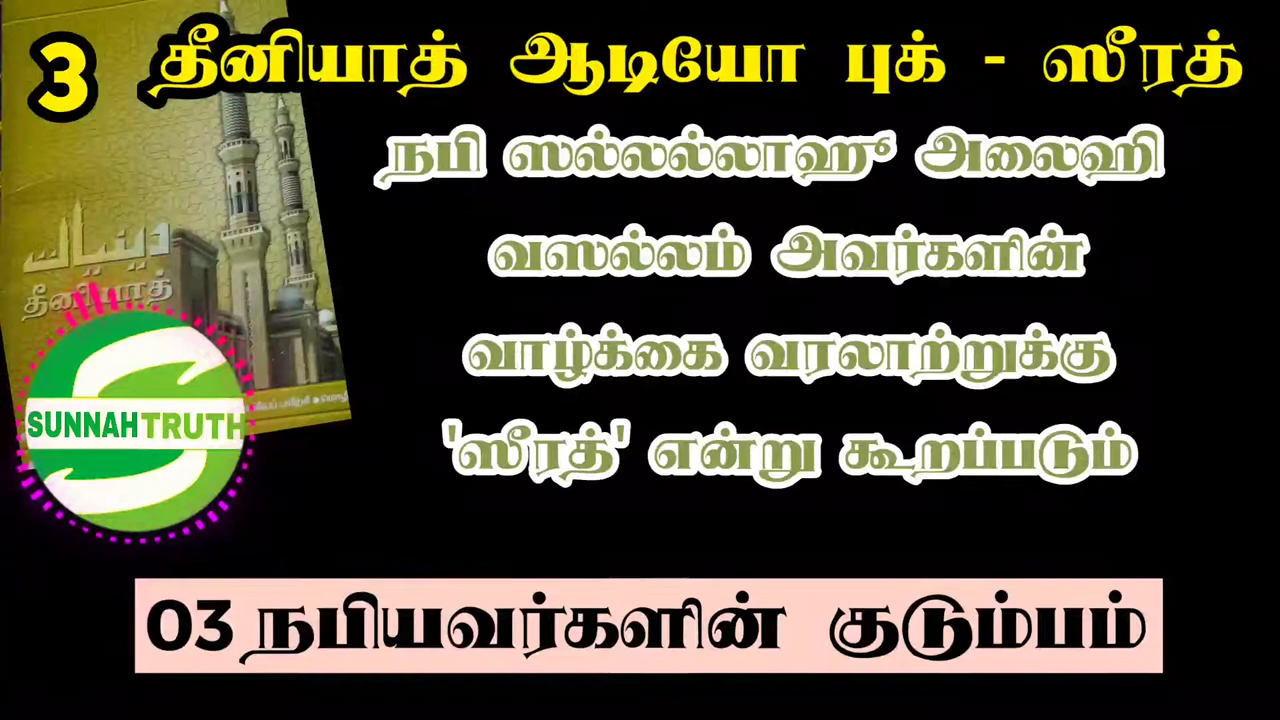 3 தீனியாத் ஆடியோ புக் - ஸீரத்
நபி ஸல்லல்லாஹூ அலைஹி
வஸல்லம் அவர்களின்
வாழ்க்கை வரலாற்றுக்கு
'ஸீரத்' என்று கூறப்படும்
دینیات
தீனியாத்
SUNNAHTRUTH
03 நபியவர்களின் குடும்பம்